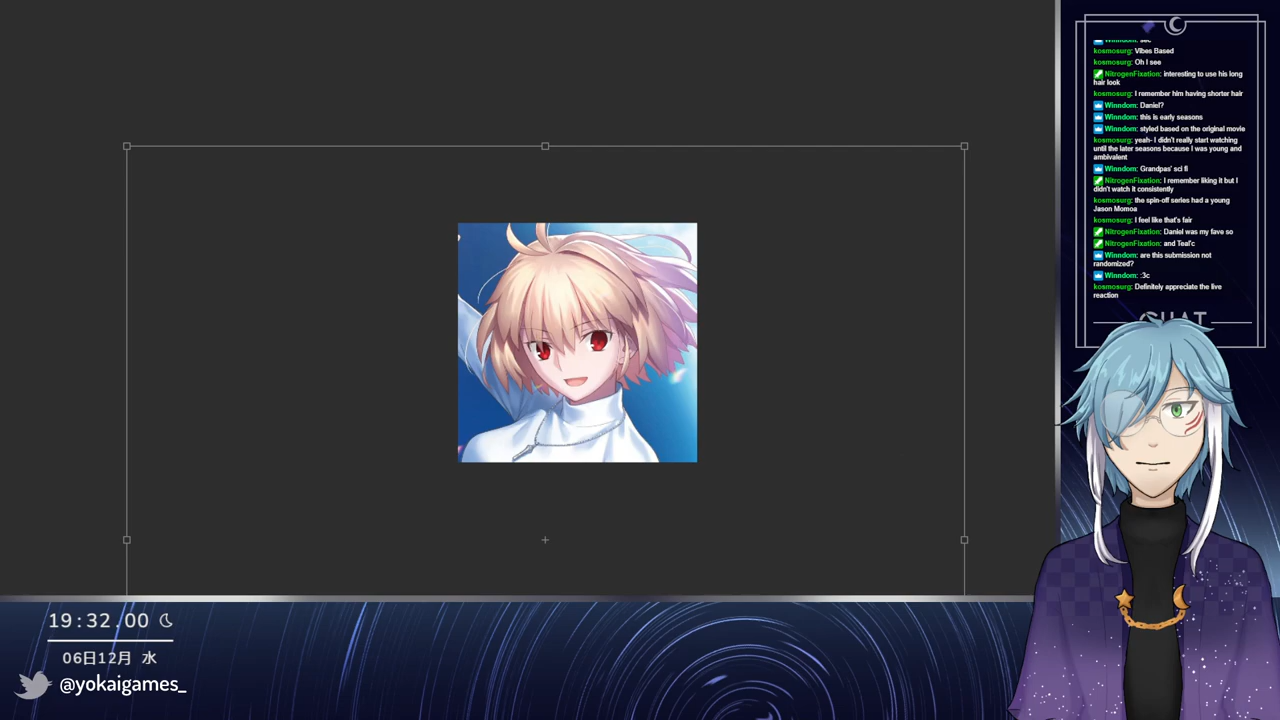 kosmosurg: Vibes Based
kosmosurg: Oh I see
NitrogenFixation: interesting to use his long
hair look
kosmosurg: I remember him having shorter hair
Winndom: Daniel?
Winndom: this is early seasons
Winndom: styled based on the original movie
kosmosurg: yeah- I didn't really start watching
until the later seasons because I was young and
ambivalent
Winndom: Grandpas' sci fi
NitrogenFixation: I remember liking it but I
didn't watch it consistently
kosmosurg: the spin-off series had a young
Jason Momoa
kosmosurg: I feel like that's fair
NitrogenFixation: Daniel was my fave so
NitrogenFixation: and Teal'c
Winndom: are this submission not
randomized?
Winndom: :3c
kosmosurg: Definitely appreciate the live
reaction
CHAT
19:32.00
06日12月 水
@yokaigames_